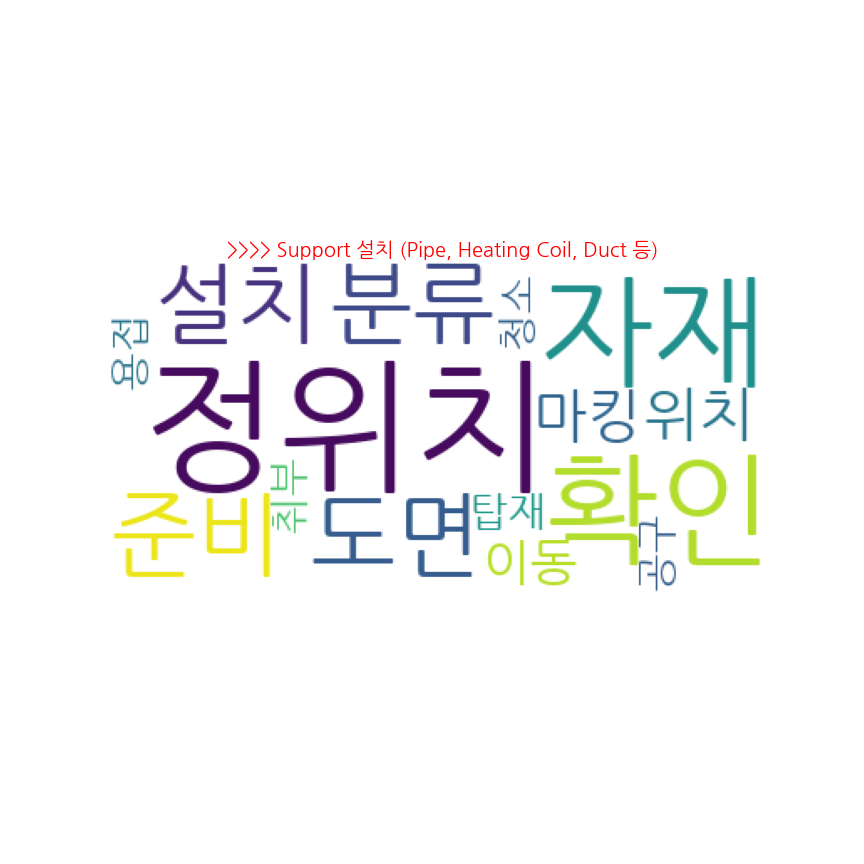 >>>> Support 설치 (Pipe, Heating Coil, Duct 등)
설치
분류
청소
자재
용접
정위치
마킹
위치
취부
준비
도면
탑재
이동
확인
공구